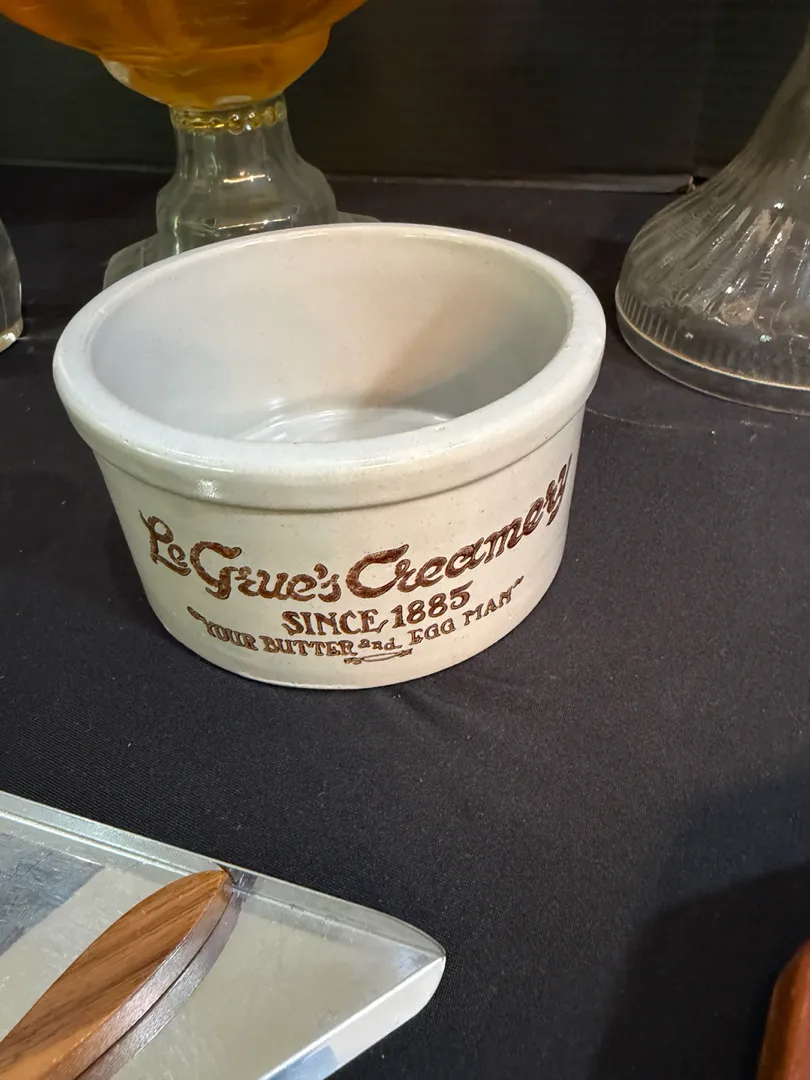 LeGrue's Creamery
SINCE 1885
"YOUR BUTTER and EGG MAN"